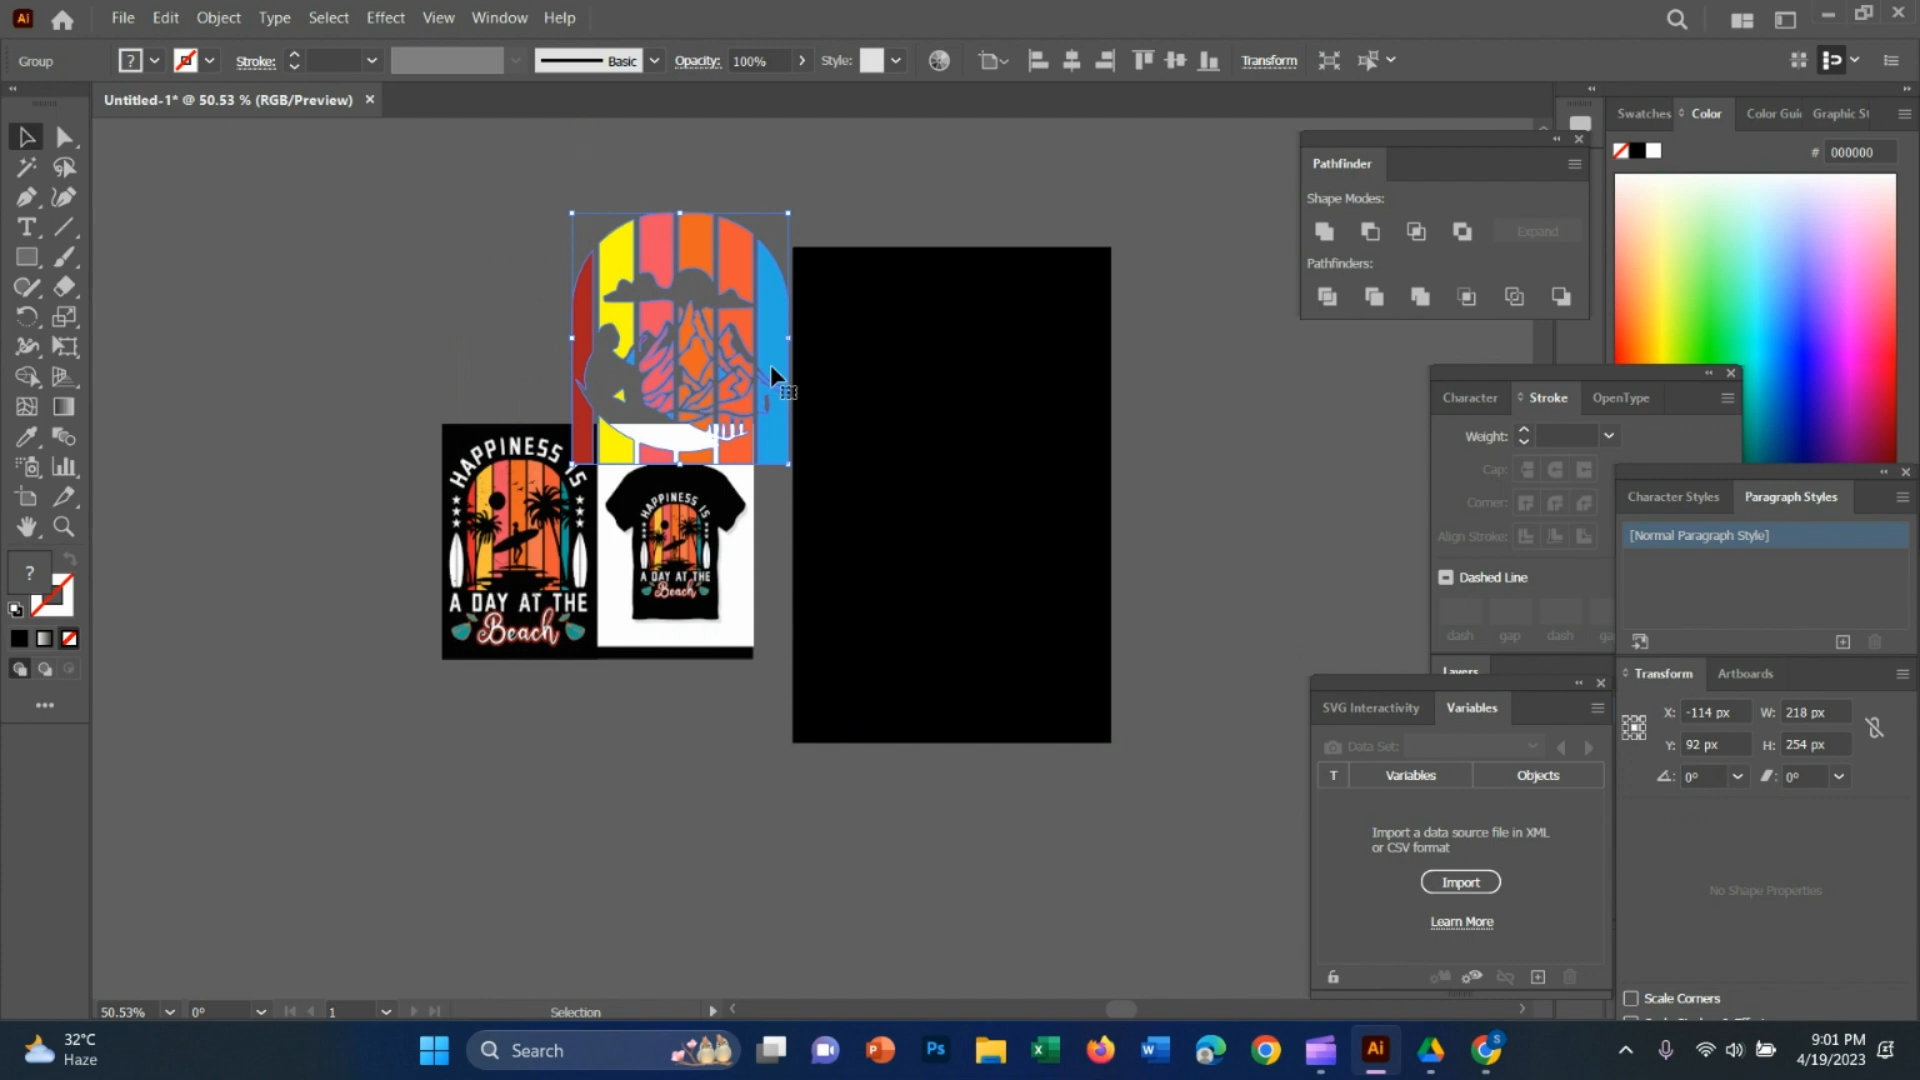 Ai File Edit Object Type Select Effect View Window Help
Group ? Stroke: Basic Opacity: 100% Style: Transform
Untitled-1* @ 50.53 % (RGB/Preview)
Swatches Color Color Gui Graphic St
# 000000
Pathfinder
Shape Modes:
Expand
Pathfinders:
Character Stroke OpenType
Weight:
Cap:
Corner:
Align Stroke:
Dashed Line
dash gap dash ga
Layers
Character Styles Paragraph Styles
[Normal Paragraph Style]
Transform Artboards
X: -114 px W: 218 px
Y: 92 px H: 254 px
0° 0°
No Shape Properties
Scale Corners
SVG Interactivity Variables
Data Set:
T Variables Objects
Import a data source file in XML
or CSV format
Import
Learn More
HAPPINESS IS
A DAY AT THE
Beach
HAPPINESS IS
A DAY AT THE
Beach
?
50.53% 0° 1 Selection
32°C
Haze
Search
Ps
Ai
S
9:01 PM
4/19/2023